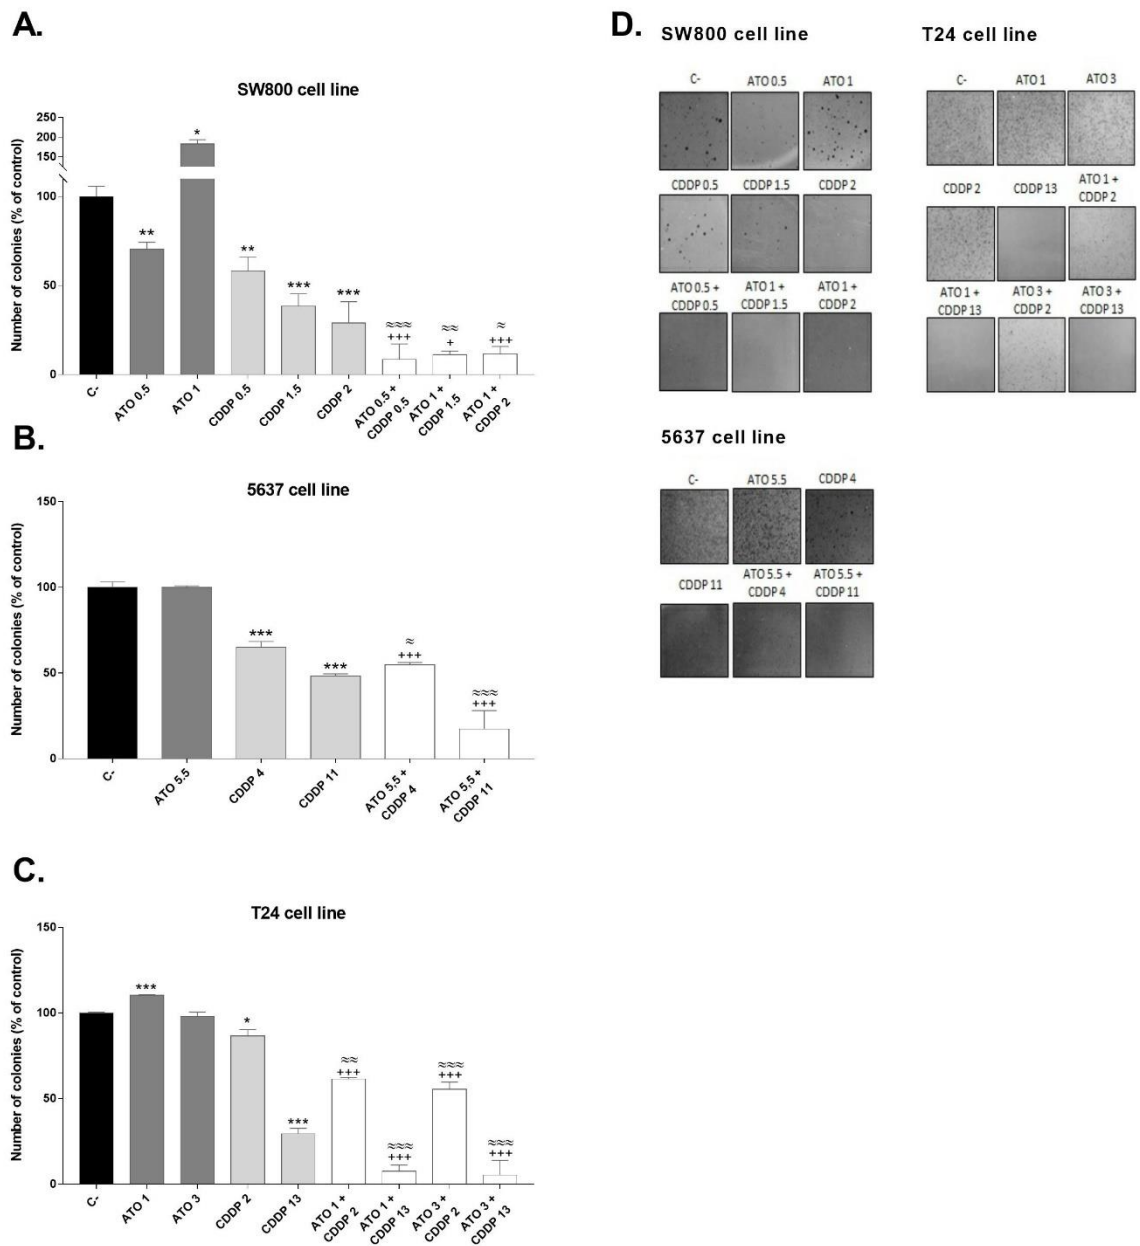 A.
SW800 cell line
Number of colonies (% of control)
250
200
150
100
50
0
*
**
**
***
***
≈≈≈
+++
≈≈
+
≈
+++
C-
ATO 0.5
ATO 1
CDDP 0.5
CDDP 1.5
CDDP 2
ATO 0.5 +
CDDP 0.5
ATO 1 +
CDDP 1.5
ATO 1 +
CDDP 2
B.
5637 cell line
Number of colonies (% of control)
150
100
50
0
***
***
≈
+++
≈≈≈
+++
C-
ATO 5.5
CDDP 4
CDDP 11
ATO 5,5 +
CDDP 4
ATO 5,5 +
CDDP 11
C.
T24 cell line
Number of colonies (% of control)
150
100
50
0
***
*
***
≈≈
+++
≈≈≈
+++
≈≈≈
+++
≈≈≈
+++
C-
ATO 1
ATO 3
CDDP 2
CDDP 13
ATO 1 +
CDDP 2
ATO 1 +
CDDP 13
ATO 3 +
CDDP 2
ATO 3 +
CDDP 13
D.
SW800 cell line
C- ATO 0.5 ATO 1
CDDP 0.5 CDDP 1.5 CDDP 2
ATO 0.5 + ATO 1 + ATO 1 +
CDDP 0.5 CDDP 1.5 CDDP 2
T24 cell line
C- ATO 1 ATO 3
CDDP 2 CDDP 13 ATO 1 +
CDDP 2
ATO 1 + ATO 3 + ATO 3 +
CDDP 13 CDDP 2 CDDP 13
5637 cell line
C- ATO 5.5 CDDP 4
CDDP 11 ATO 5.5 + ATO 5.5 +
CDDP 4 CDDP 11